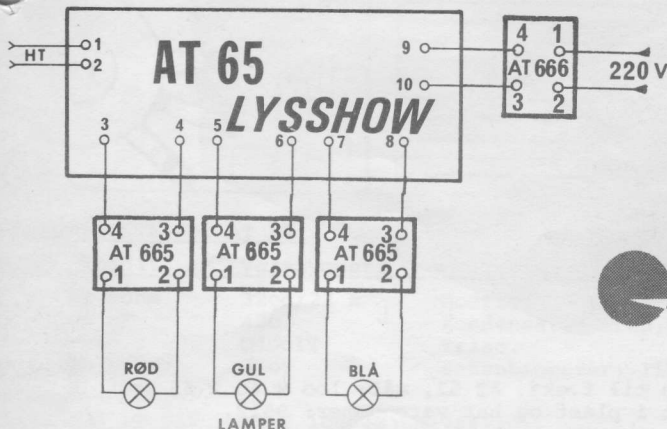 HT
1
2
AT 65
LYSSHOW
9
10
4 1
AT 666
3 2
220 V
3 4 5 6 7 8
4 3
AT 665
1 2
4 3
AT 665
1 2
4 3
AT 665
1 2
RØD
GUL
BLÅ
LAMPER